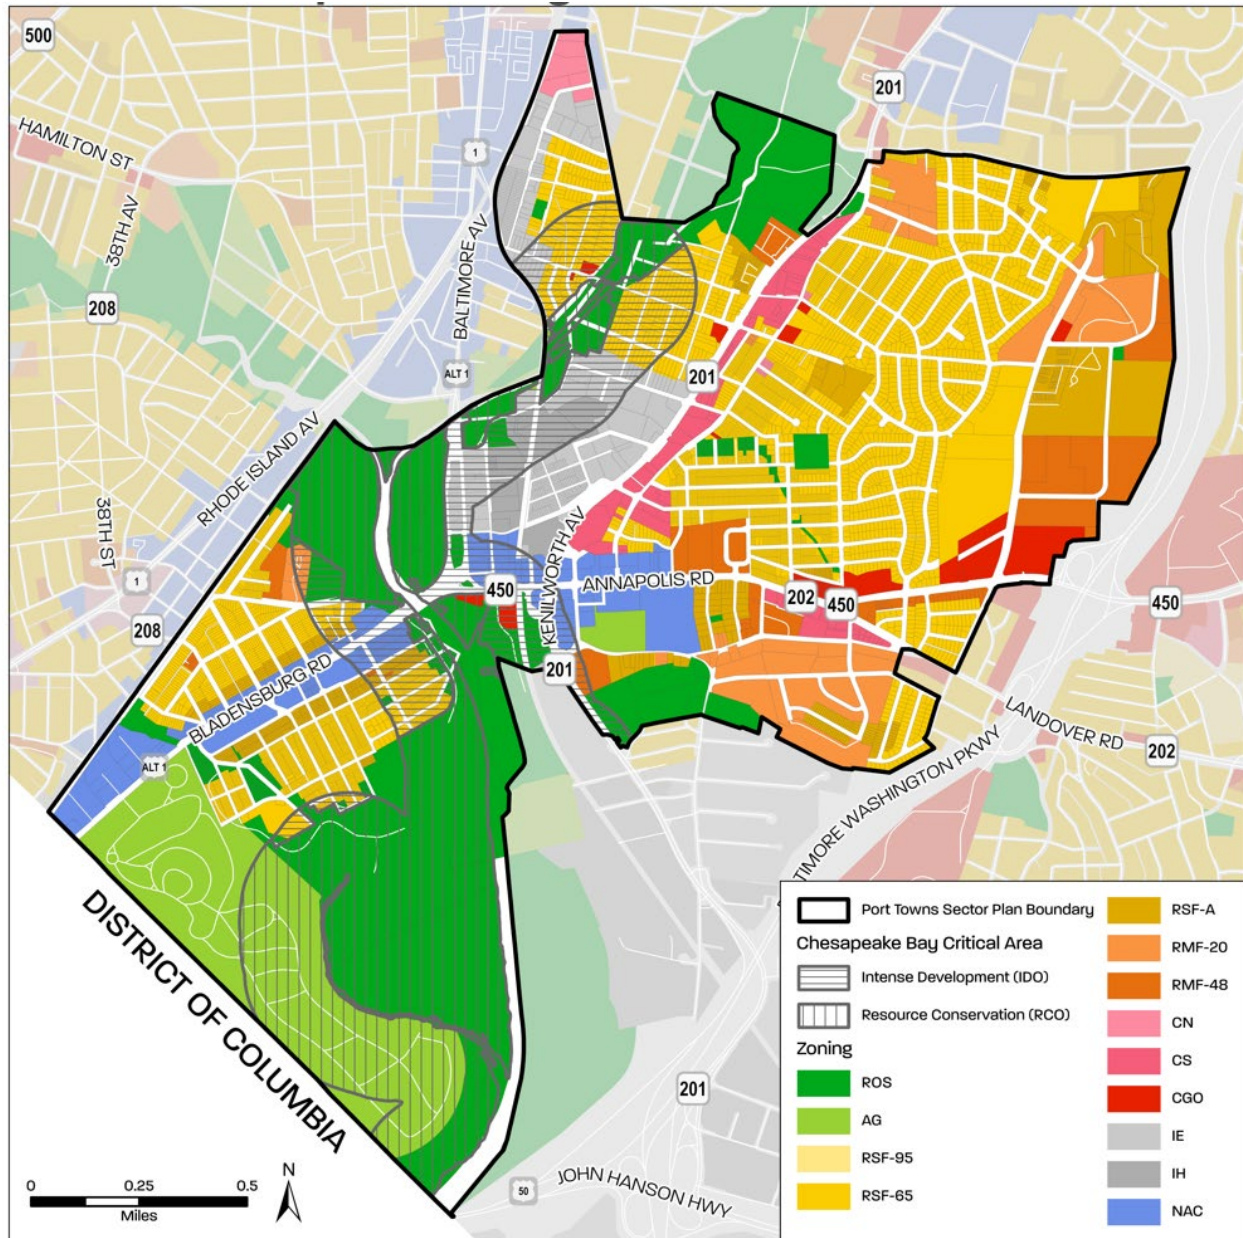 500
201
HAMILTON ST
1
38TH AV
BALTIMORE AV
208
ALT 1
201
RHODE ISLAND AV
38TH ST
1
208
450
KENILWORTH AV
ANNAPOLIS RD
202
450
450
201
BLADENSBURG RD
ALT 1
LANDOVER RD
202
TIMORE WASHINGTON PKWY
DISTRICT OF COLUMBIA
201
JOHN HANSON HWY
50
N
0 0.25 0.5
Miles
Port Towns Sector Plan Boundary
Chesapeake Bay Critical Area
Intense Development (IDO)
Resource Conservation (RCO)
Zoning
ROS
AG
RSF-95
RSF-65
RSF-A
RMF-20
RMF-48
CN
CS
CGO
IE
IH
NAC